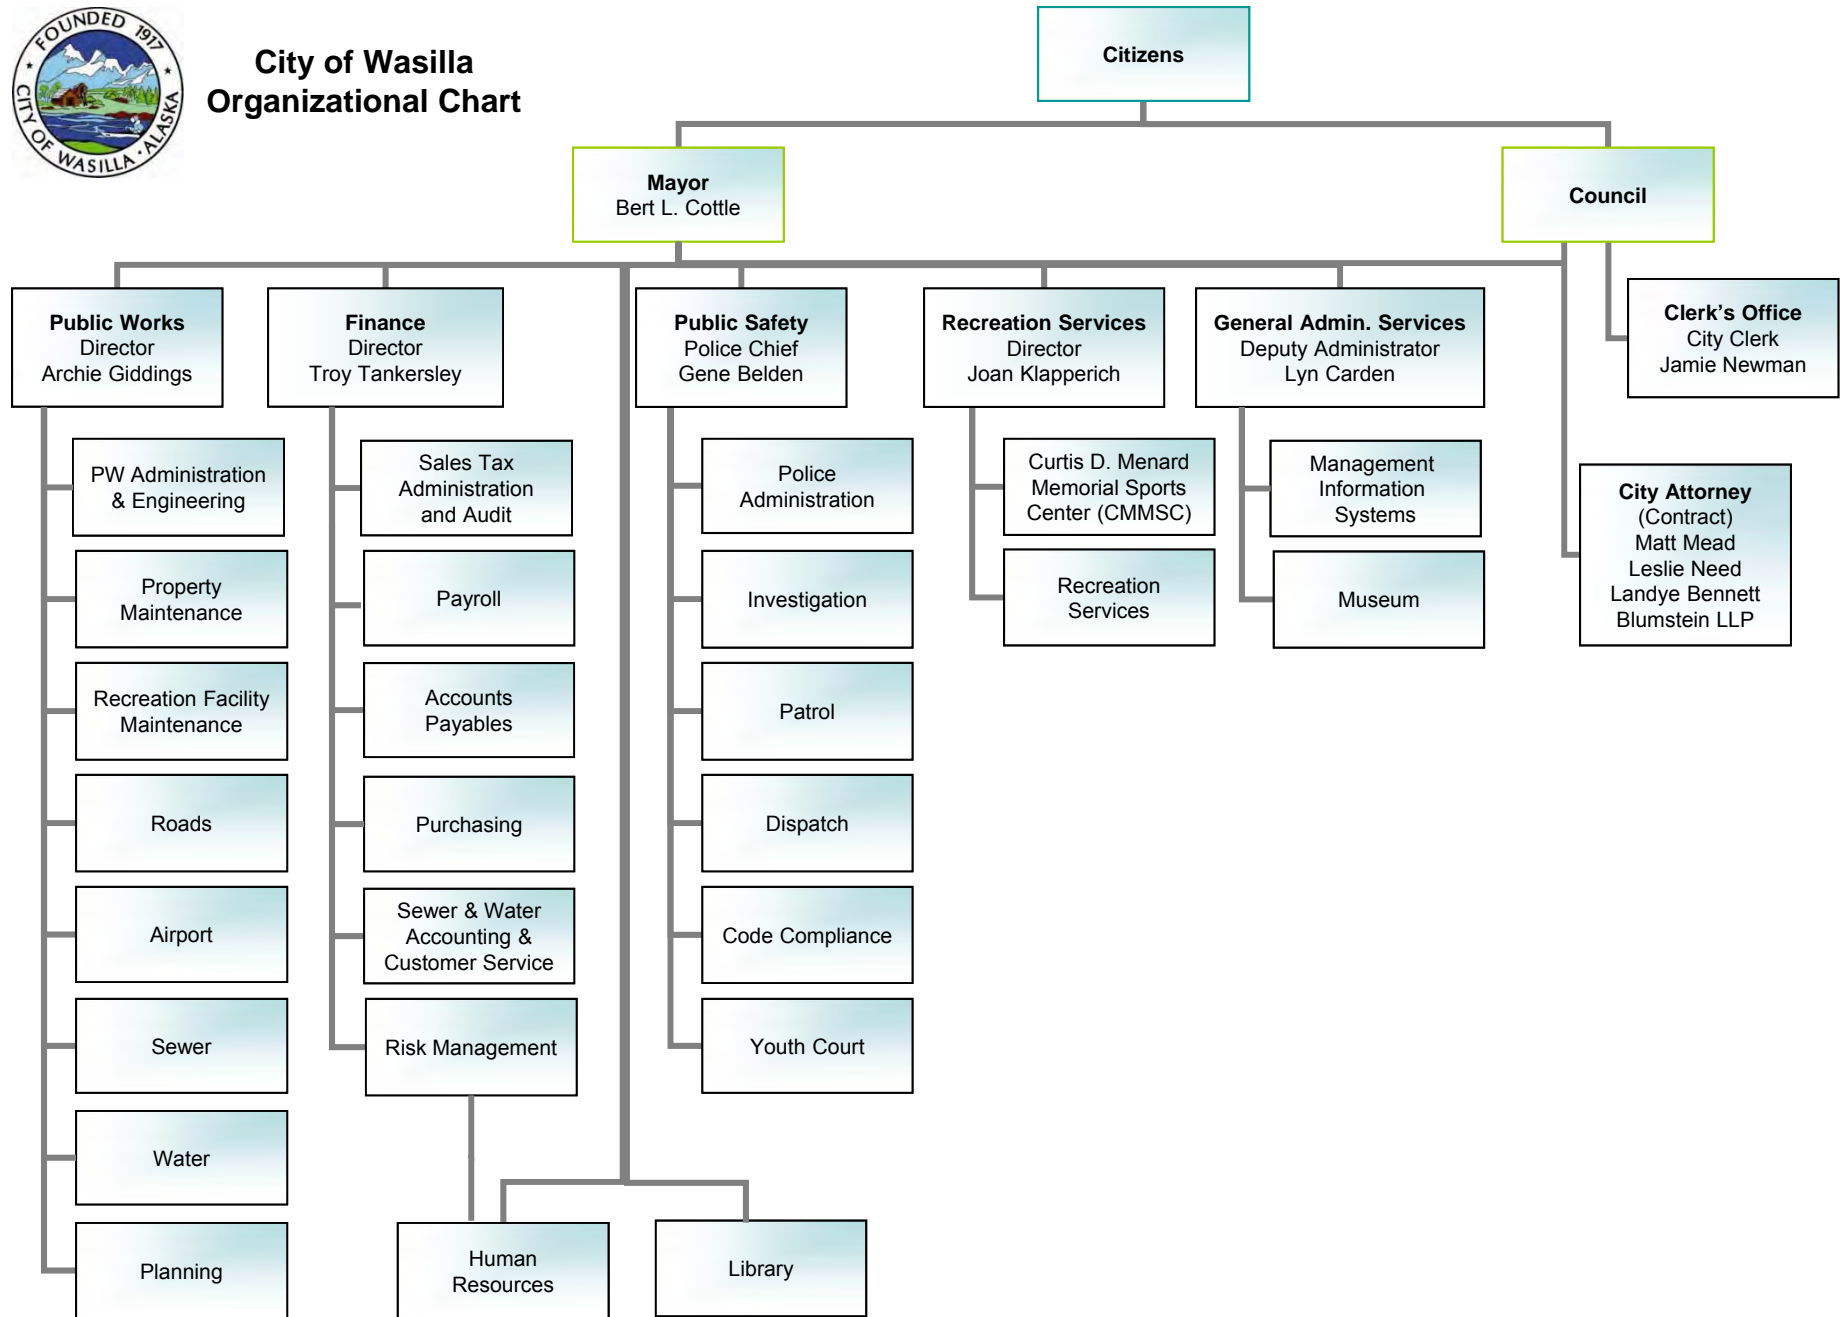 FOUNDED 1917
CITY OF WASILLA · ALASKA
City of Wasilla
Organizational Chart
Citizens
Mayor
Bert L. Cottle
Council
Public Works
Director
Archie Giddings
Finance
Director
Troy Tankersley
Public Safety
Police Chief
Gene Belden
Recreation Services
Director
Joan Klapperich
General Admin. Services
Deputy Administrator
Lyn Carden
Clerk's Office
City Clerk
Jamie Newman
PW Administration
& Engineering
Property
Maintenance
Recreation Facility
Maintenance
Roads
Airport
Sewer
Water
Planning
Sales Tax
Administration
and Audit
Payroll
Accounts
Payables
Purchasing
Sewer & Water
Accounting &
Customer Service
Risk Management
Human
Resources
Library
Police
Administration
Investigation
Patrol
Dispatch
Code Compliance
Youth Court
Curtis D. Menard
Memorial Sports
Center (CMMSC)
Recreation
Services
Management
Information
Systems
Museum
City Attorney
(Contract)
Matt Mead
Leslie Need
Landye Bennett
Blumstein LLP